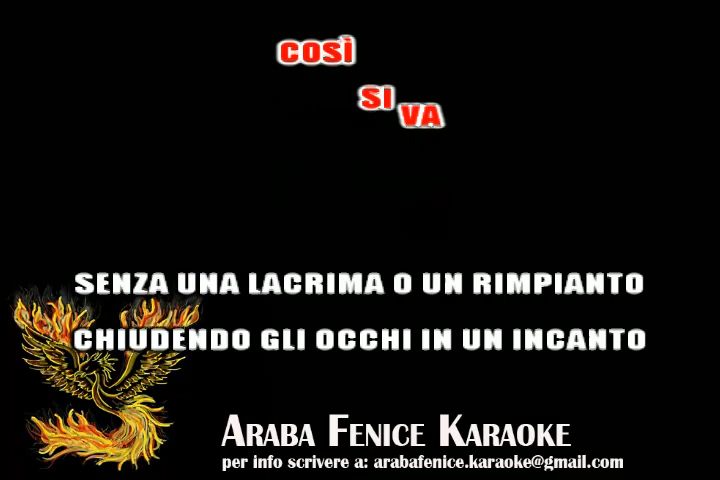 COSÌ
SI
VA
SENZA UNA LACRIMA O UN RIMPIANTO
CHIUDENDO GLI OCCHI IN UN INCANTO
ARABA FENICE KARAOKE
per info scrivere a: arabafenice.karaoke@gmail.com